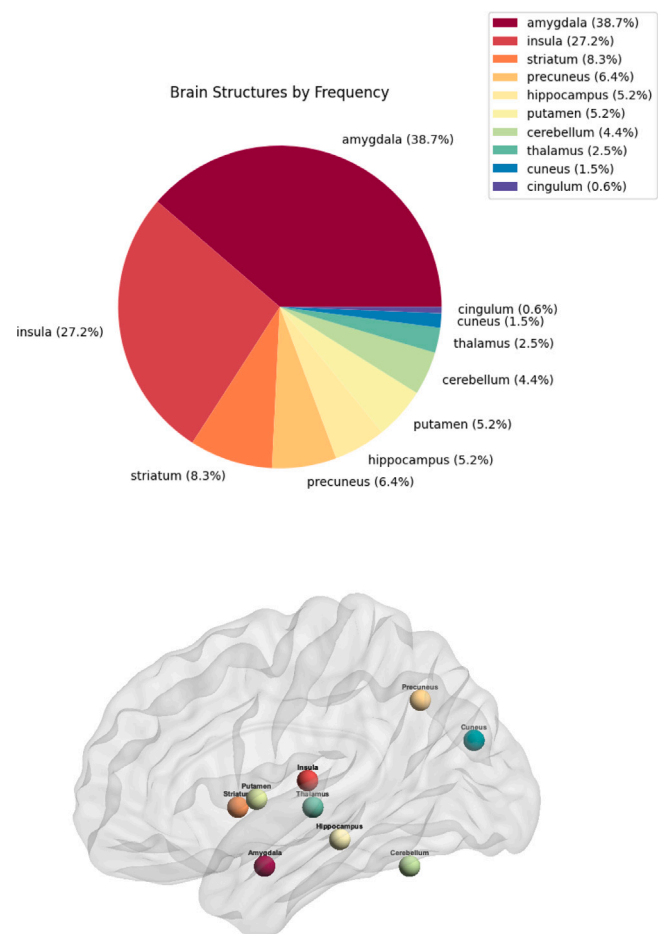 amygdala (38.7%)
insula (27.2%)
striatum (8.3%)
precuneus (6.4%)
hippocampus (5.2%)
putamen (5.2%)
cerebellum (4.4%)
thalamus (2.5%)
cuneus (1.5%)
cingulum (0.6%)
Brain Structures by Frequency
amygdala (38.7%)
insula (27.2%)
striatum (8.3%)
precuneus (6.4%)
hippocampus (5.2%)
putamen (5.2%)
cerebellum (4.4%)
thalamus (2.5%)
cuneus (1.5%)
cingulum (0.6%)
Precuneus
Cuneus
Insula
Putamen
Striatu
Thalamus
Hippocampus
Amygdala
Cerebellum